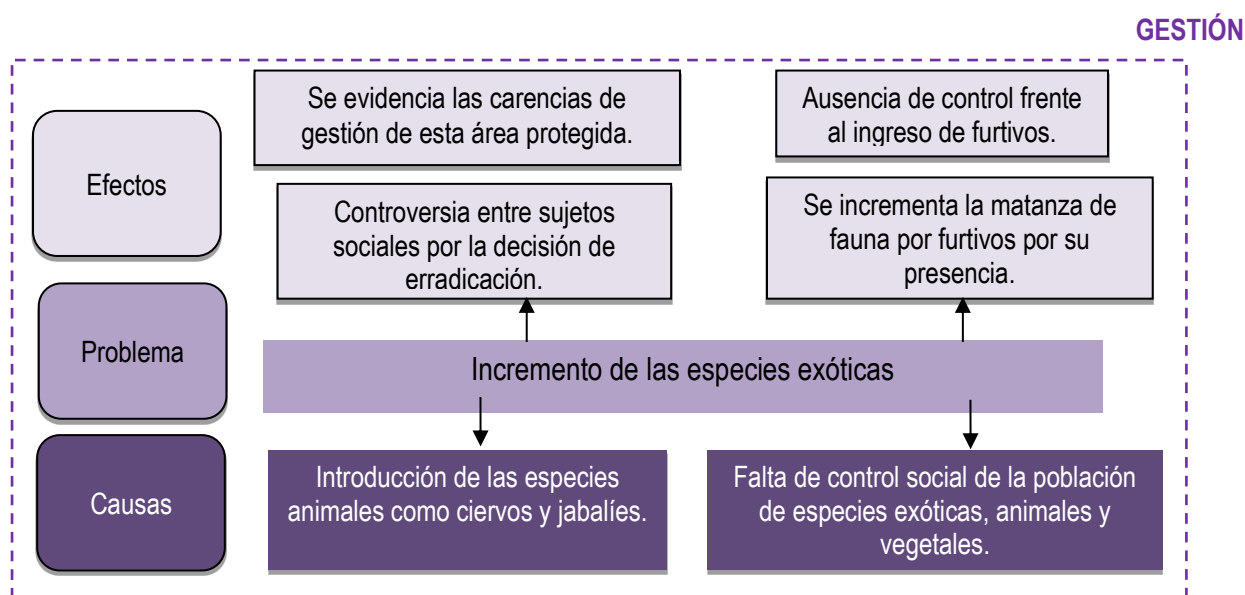 GESTIÓN
Efectos
Se evidencia las carencias de
gestión de esta área protegida.
Ausencia de control frente
al ingreso de furtivos.
Controversia entre sujetos
sociales por la decisión de
erradicación.
Se incrementa la matanza de
fauna por furtivos por su
presencia.
Problema
Incremento de las especies exóticas
Causas
Introducción de las especies
animales como ciervos y jabalíes.
Falta de control social de la población
de especies exóticas, animales y
vegetales.